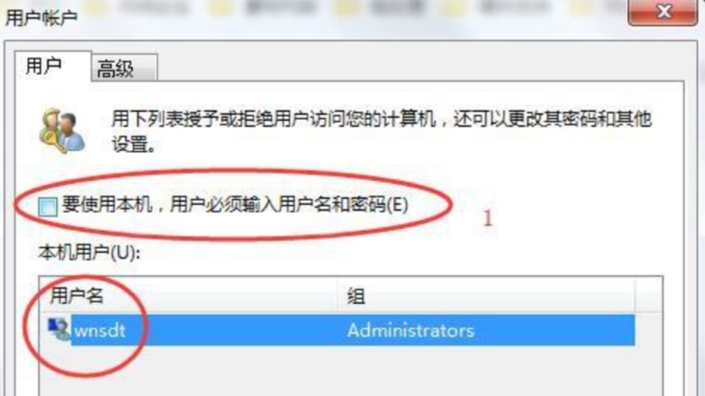 用户帐户
用户 高级
用下列表授予或拒绝用户访问您的计算机，还可以更改其密码和其他
设置。
要使用本机，用户必须输入用户名和密码(E)
1
本机用户(U):
用户名 组
wnsdt Administrators